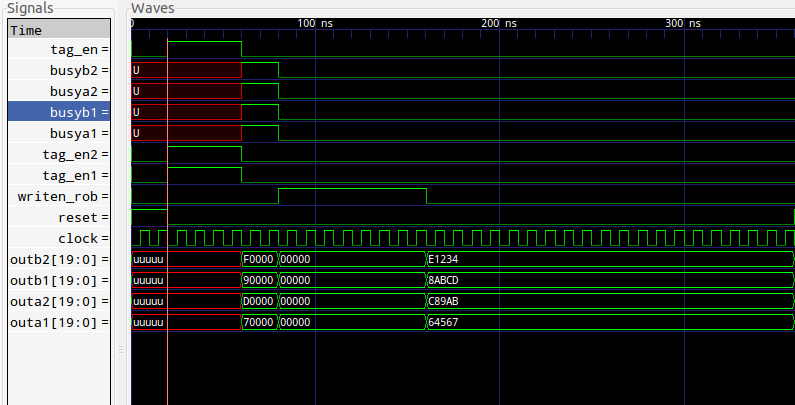 Signals
Waves
Time
0 100 ns 200 ns 300 ns
tag_en =
busyb2 = U
busya2 = U
busyb1 = U
busya1 = U
tag_en2 =
tag_en1 =
writen_rob =
reset =
clock =
outb2[19:0] = uuuuu F0000 00000 E1234
outb1[19:0] = uuuuu 90000 00000 8ABCD
outa2[19:0] = uuuuu D0000 00000 C89AB
outa1[19:0] = uuuuu 70000 00000 64567